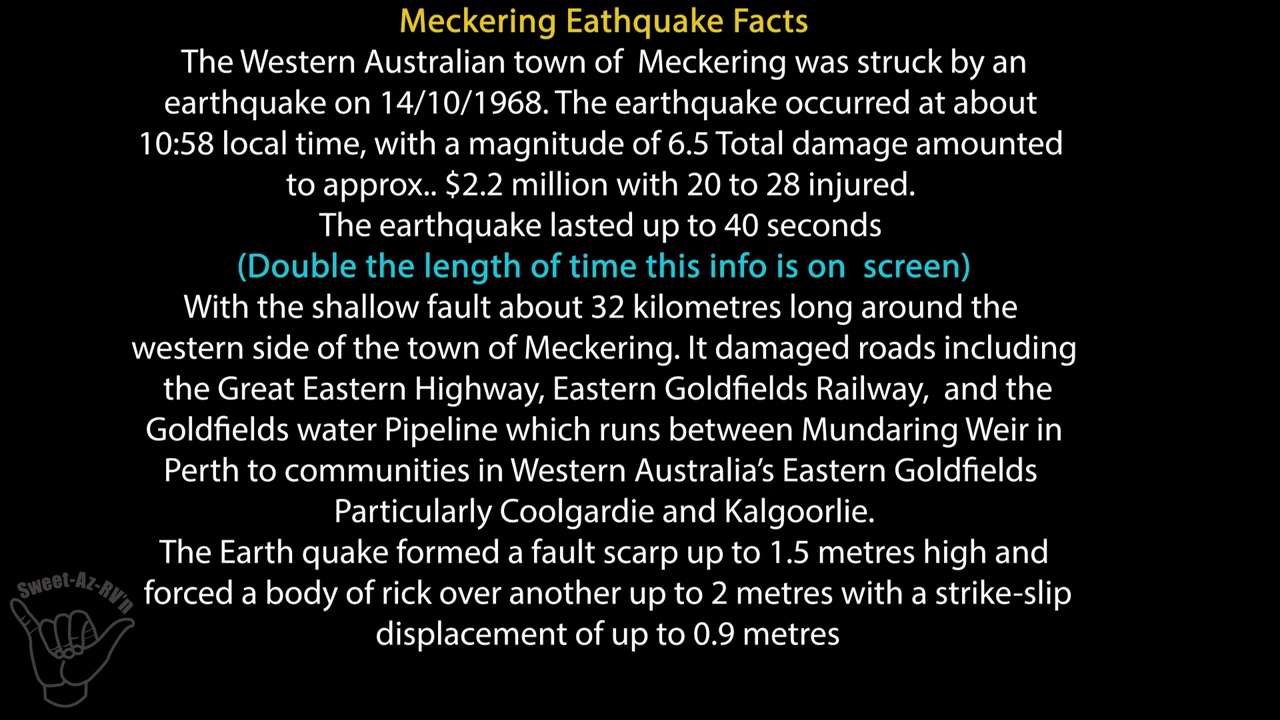 Meckering Eathquake Facts
The Western Australian town of  Meckering was struck by an
earthquake on 14/10/1968. The earthquake occurred at about
10:58 local time, with a magnitude of 6.5 Total damage amounted
to approx.. $2.2 million with 20 to 28 injured.
The earthquake lasted up to 40 seconds
(Double the length of time this info is on  screen)
With the shallow fault about 32 kilometres long around the
western side of the town of Meckering. It damaged roads including
the Great Eastern Highway, Eastern Goldfields Railway,  and the
Goldfields water Pipeline which runs between Mundaring Weir in
Perth to communities in Western Australia’s Eastern Goldfields
Particularly Coolgardie and Kalgoorlie.
The Earth quake formed a fault scarp up to 1.5 metres high and
forced a body of rick over another up to 2 metres with a strike-slip
displacement of up to 0.9 metres
Sweet-Az-RV'n